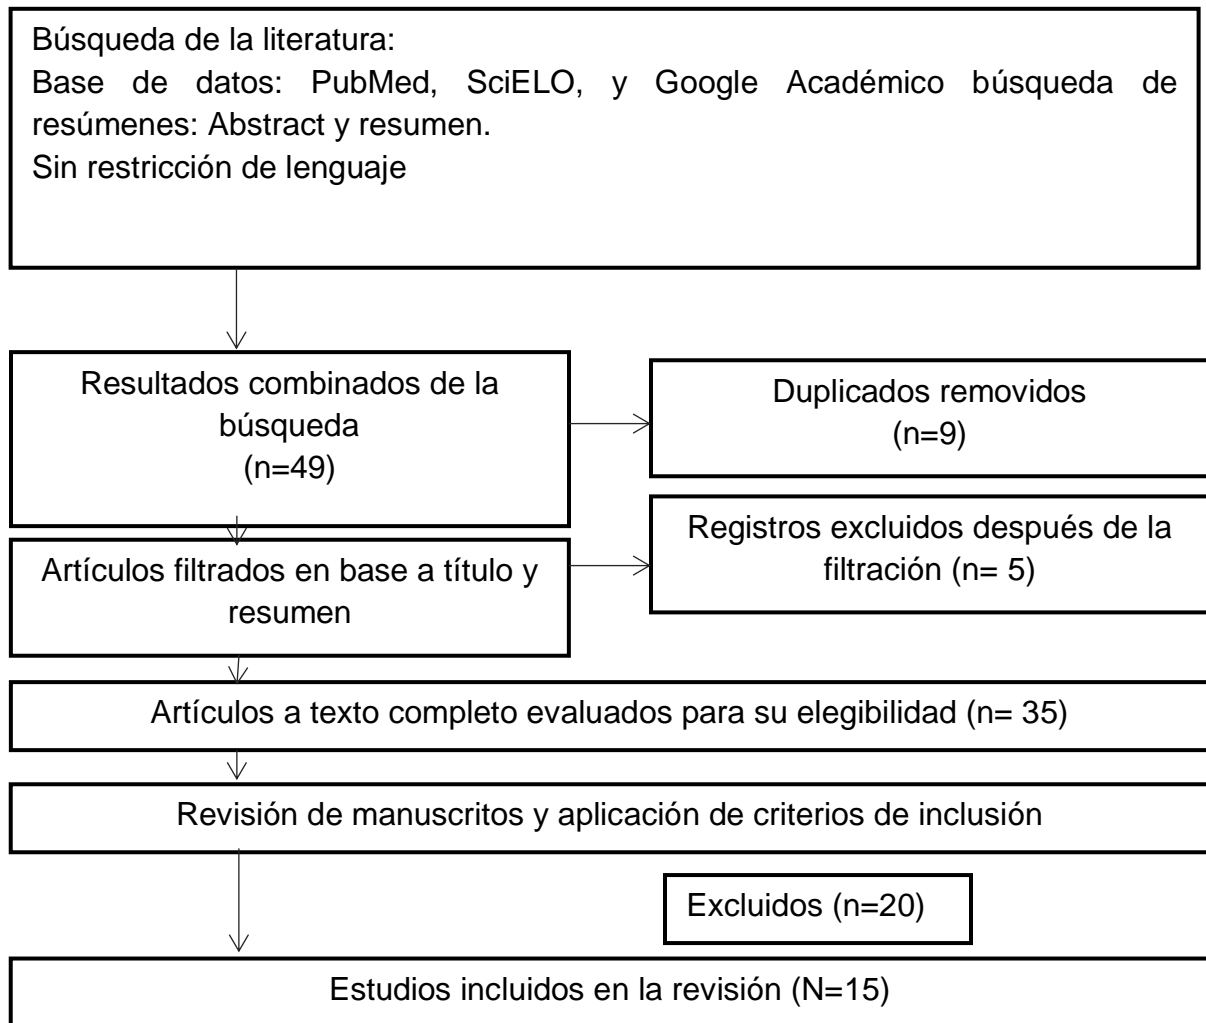 Búsqueda de la literatura:
Base de datos: PubMed, SciELO, y Google Académico búsqueda de
resúmenes: Abstract y resumen.
Sin restricción de lenguaje
Resultados combinados de la
búsqueda
(n=49)
Duplicados removidos
(n=9)
Artículos filtrados en base a título y
resumen
Registros excluidos después de la
filtración (n= 5)
Artículos a texto completo evaluados para su elegibilidad (n= 35)
Revisión de manuscritos y aplicación de criterios de inclusión
Excluidos (n=20)
Estudios incluidos en la revisión (N=15)